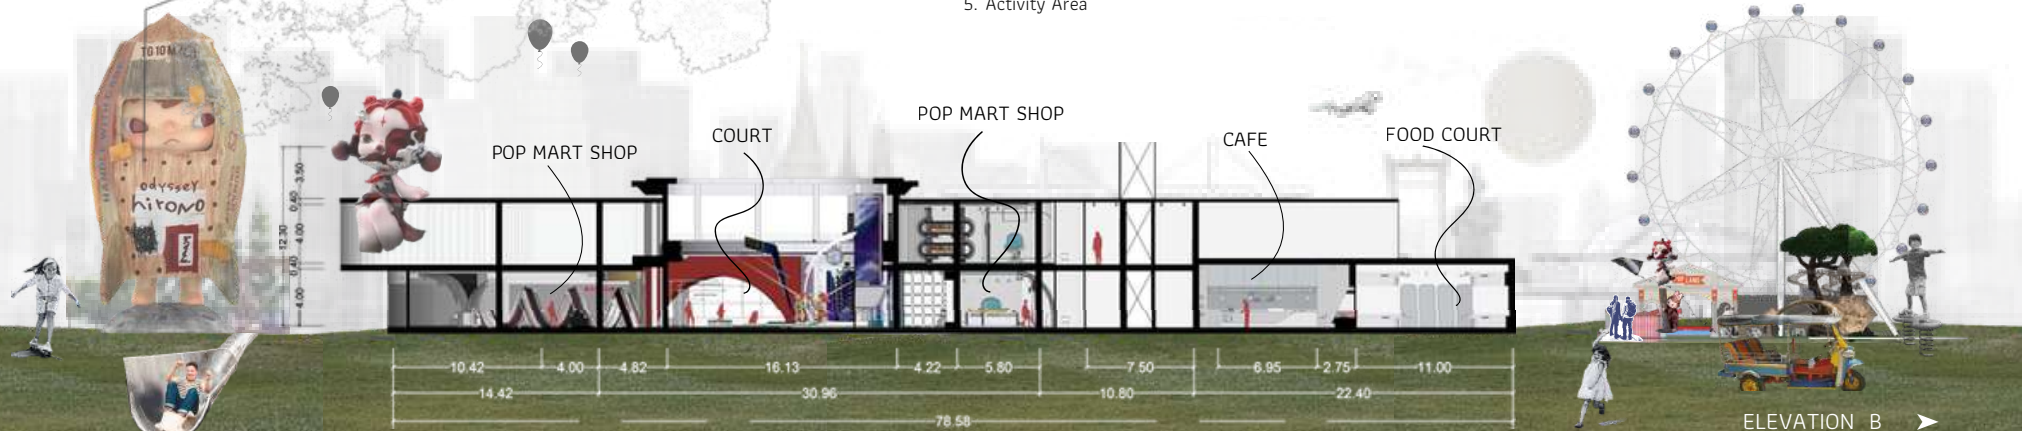 5. Activity Area
TO 10 M
odyssey
hirono
POP MART SHOP
COURT
POP MART SHOP
CAFE
FOOD COURT
3.50
0.40
4.00
12.30
0.40
4.00
10.42
4.00
4.82
16.13
4.22
5.80
7.50
6.95
2.75
11.00
14.42
30.96
10.80
22.40
78.58
ELEVATION B